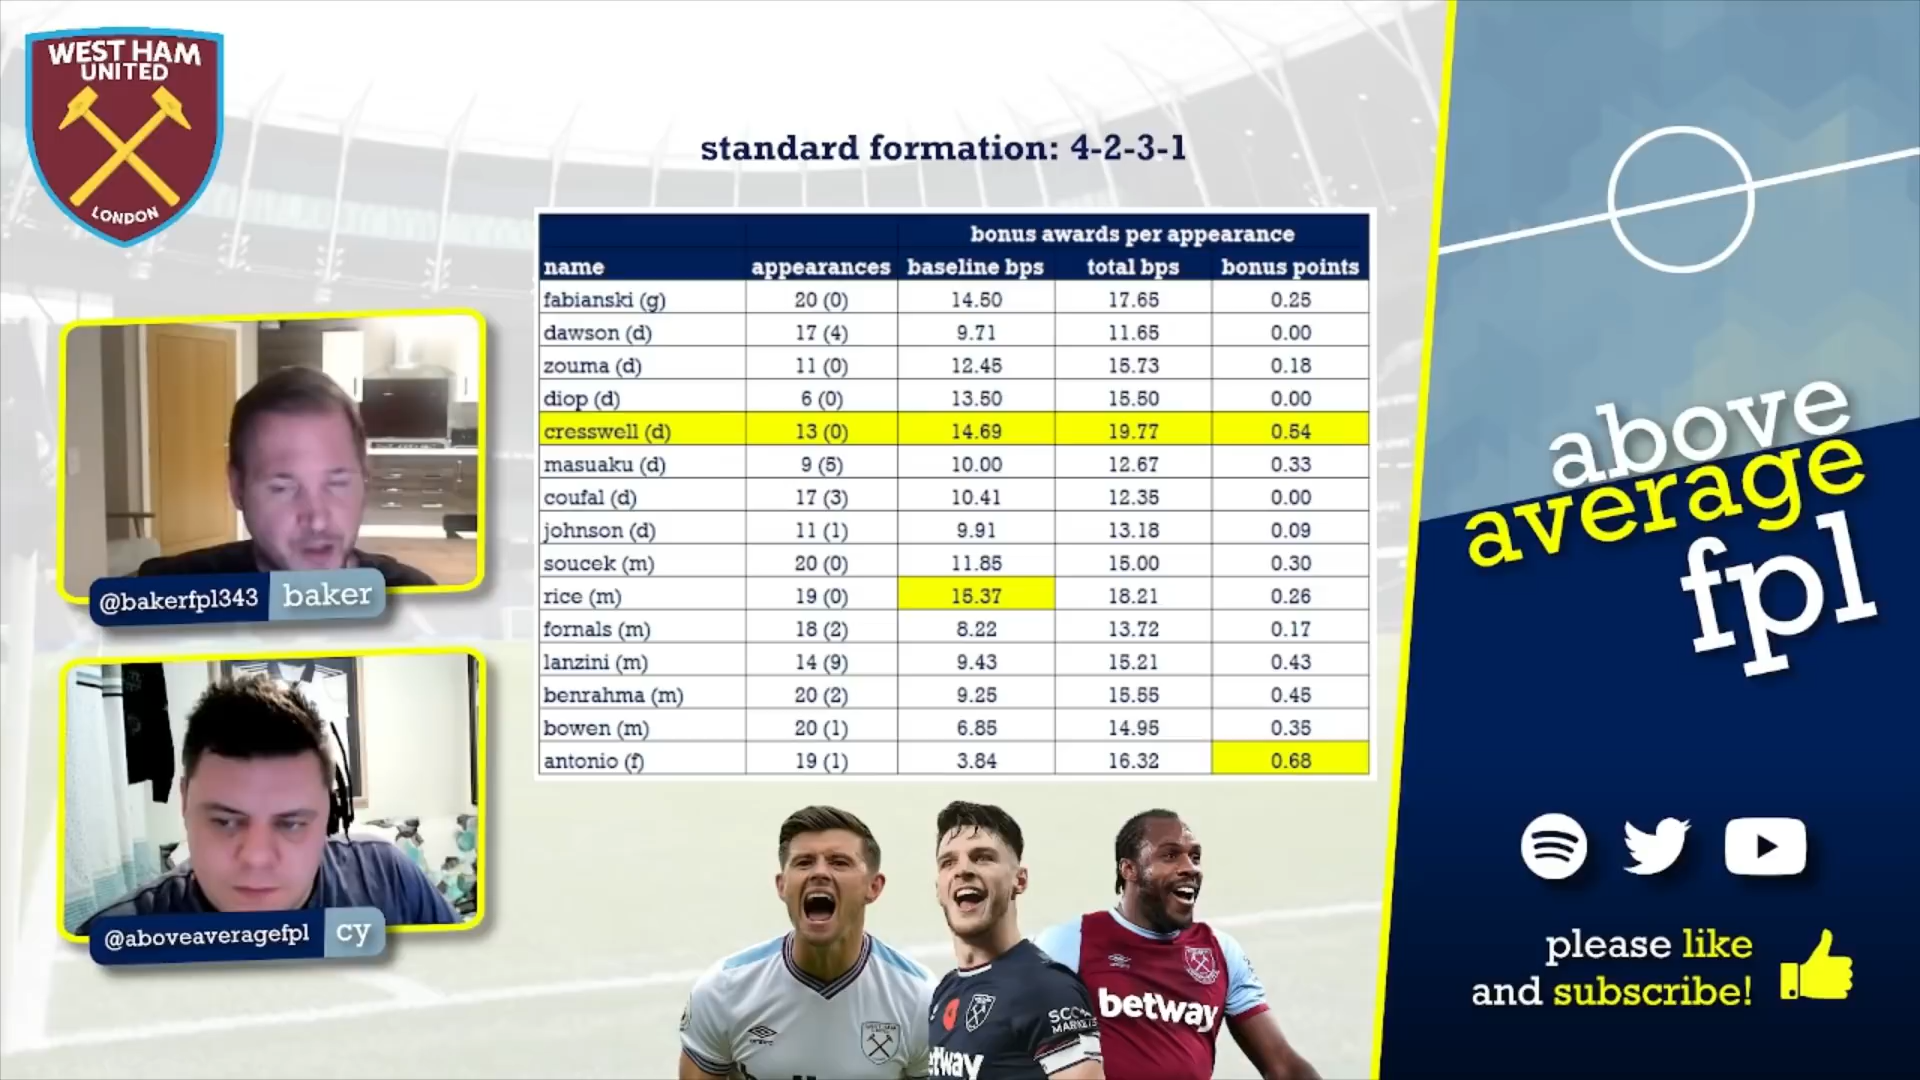 WEST HAM
UNITED
LONDON
standard formation: 4-2-3-1
bonus awards per appearance
name appearances baseline bps total bps bonus points
fabianski (g) 20 (0) 14.50 17.65 0.25
dawson (d) 17 (4) 9.71 11.65 0.00
zouma (d) 11 (0) 12.45 15.73 0.18
diop (d) 6 (0) 13.50 15.50 0.00
cresswell (d) 13 (0) 14.69 19.77 0.54
masuaku (d) 9 (5) 10.00 12.67 0.33
coufal (d) 17 (3) 10.41 12.35 0.00
johnson (d) 11 (1) 9.91 13.18 0.09
soucek (m) 20 (0) 11.85 15.00 0.30
rice (m) 19 (0) 15.37 18.21 0.26
fornals (m) 18 (2) 8.22 13.72 0.17
lanzini (m) 14 (9) 9.43 15.21 0.43
benrahma (m) 20 (2) 9.25 15.55 0.45
bowen (m) 20 (1) 6.85 14.95 0.35
antonio (f) 19 (1) 3.84 16.32 0.68
@bakerfpl343 baker
@aboveaveragefpl cy
betway
above
average
fpl
please like
and subscribe!